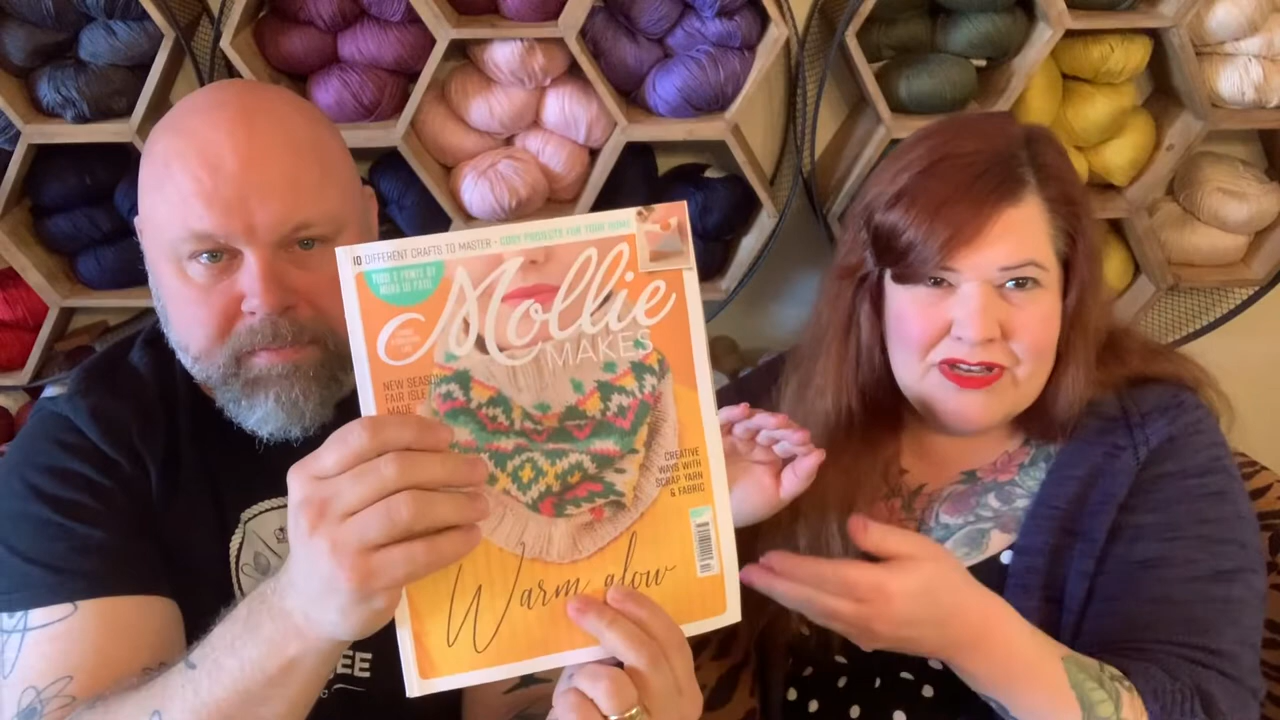 10 DIFFERENT CRAFTS TO MASTER • COSY PROJECTS FOR YOUR HOME
Mollie
MAKES
NEW SEASON
FAIR ISLE
MADE
CREATIVE
WAYS WITH
SCRAP YARN
& FABRIC
Warm glow
EE